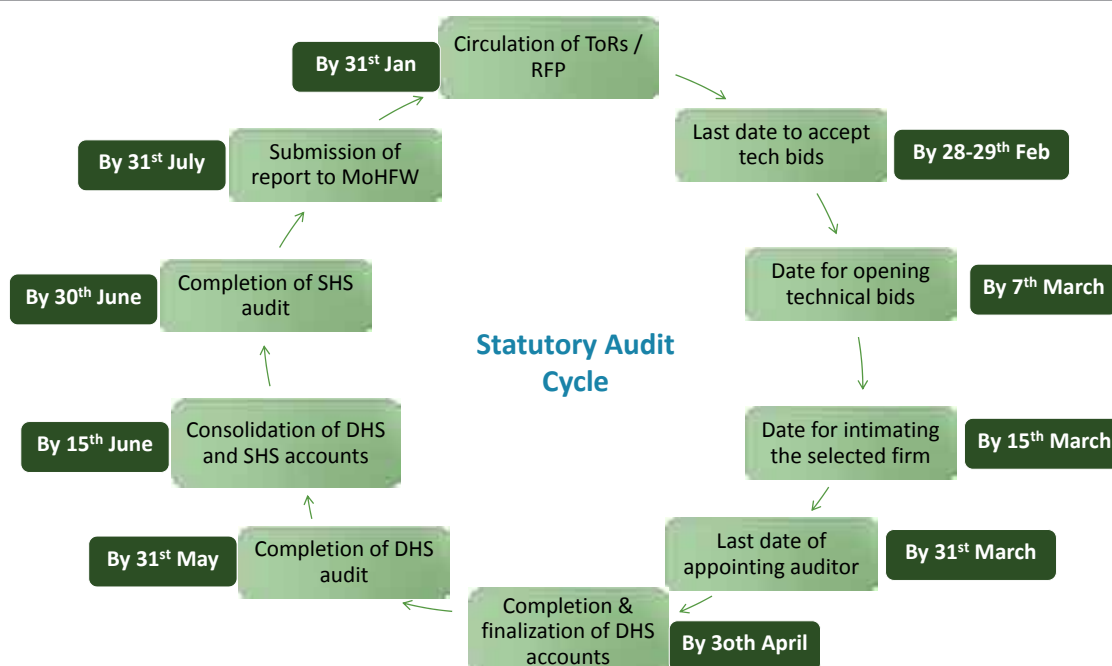 By 31st Jan
Circulation of ToRs /
RFP
Last date to accept
tech bids
By 28-29th Feb
Date for opening
technical bids
By 7th March
Date for intimating
the selected firm
By 15th March
Last date of
appointing auditor
By 31st March
Completion &
finalization of DHS
accounts
By 3oth April
Completion of DHS
audit
By 31st May
Consolidation of DHS
and SHS accounts
By 15th June
Completion of SHS
audit
By 30th June
Submission of
report to MoHFW
By 31st July
Statutory Audit
Cycle